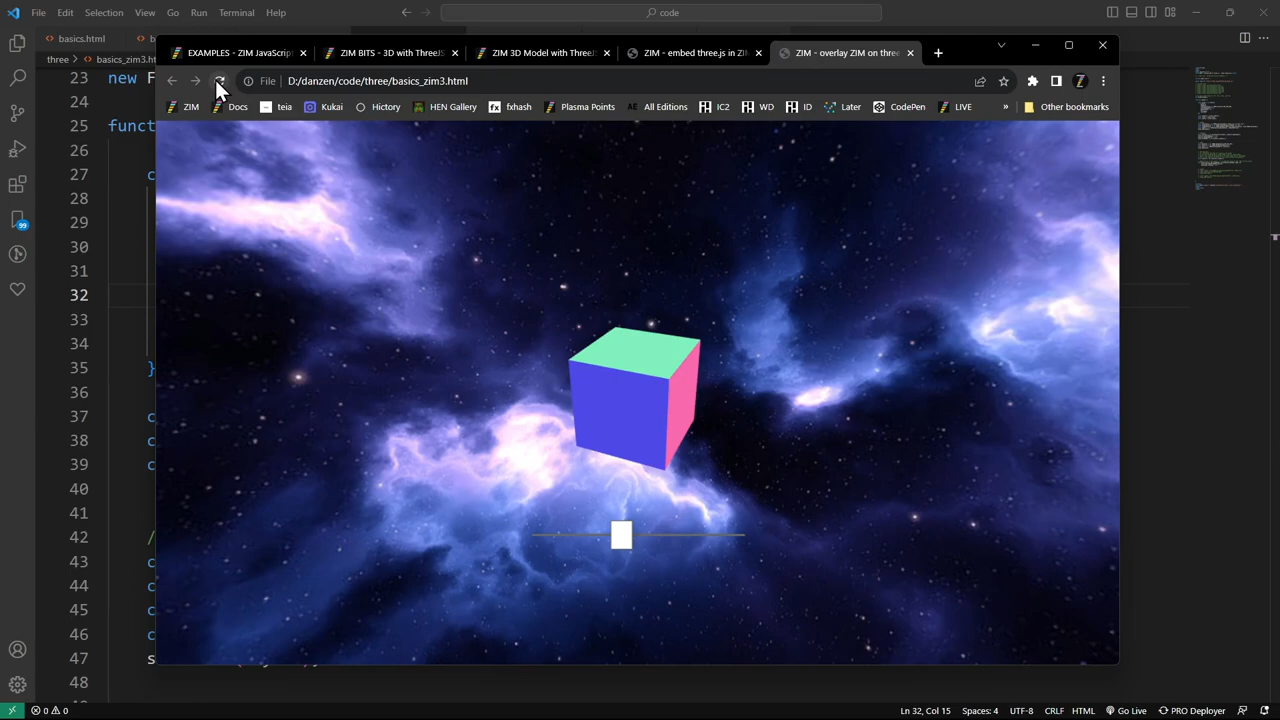 File Edit Selection View Go Run Terminal Help
code
basics.html
three > basics_zim3.ht
EXAMPLES - ZIM JavaScript
ZIM BITS - 3D with ThreeJS
ZIM 3D Model with ThreeJ
ZIM - embed three.js in ZI
ZIM - overlay ZIM on three
File D:/danzen/code/three/basics_zim3.html
ZIM Docs teia Kukai Hictory HEN Gallery fx Plasma Points All Editions IC2 WD ID Later CodePen LIVE » Other bookmarks
23 new F
24
25 funct
26
27 c
28
29
30
31
32
33
34
35 }
36
37 c
38 c
39 c
40
41
42 /
43 c
44 c
45 c
46 c
47 s
48
99
0 0 Ln 32, Col 15 Spaces: 4 UTF-8 CRLF HTML Go Live PRO Deployer